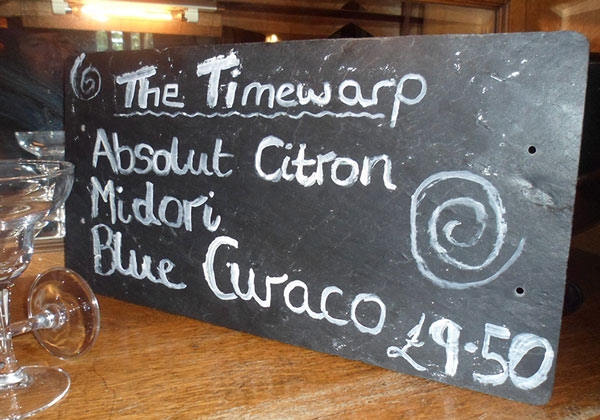 The Timewarp
Absolut Citron
Midori
Blue Curaco
£9.50